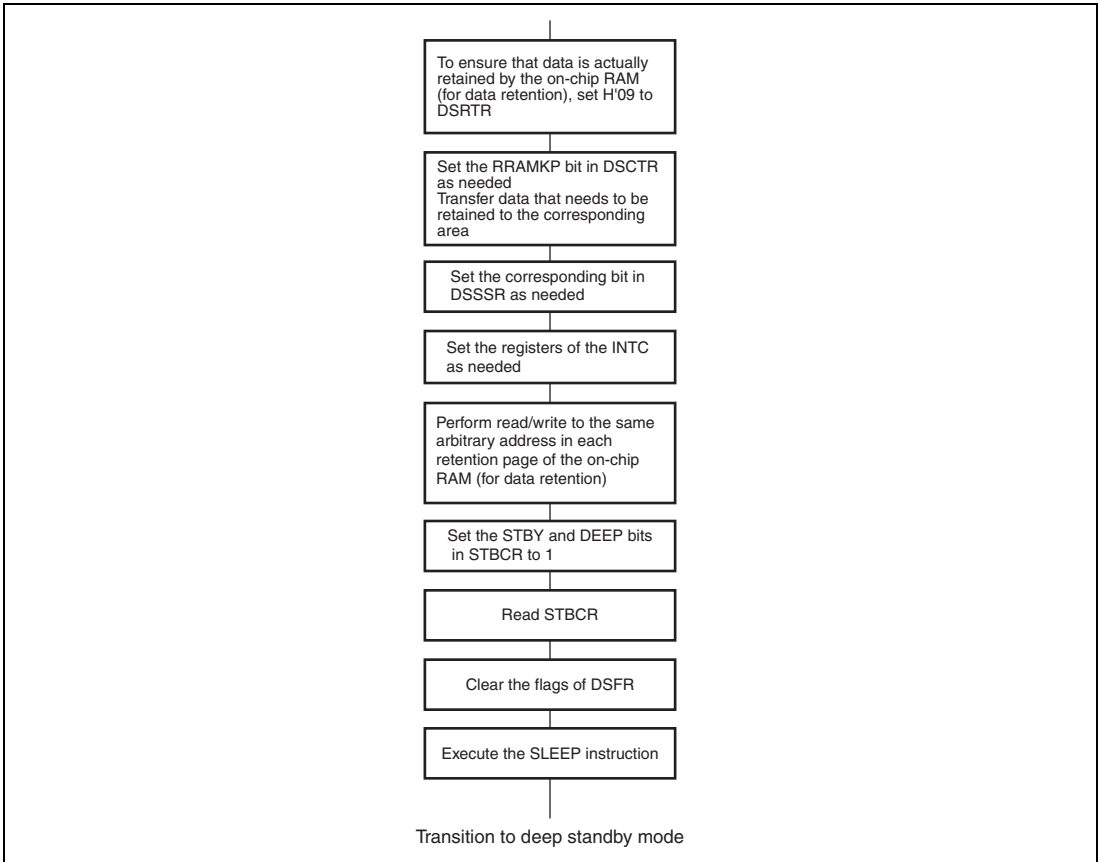 To ensure that data is actually
retained by the on-chip RAM
(for data retention), set H'09 to
DSRTR
Set the RRAMKP bit in DSCTR
as needed
Transfer data that needs to be
retained to the corresponding
area
Set the corresponding bit in
DSSSR as needed
Set the registers of the INTC
as needed
Perform read/write to the same
arbitrary address in each
retention page of the on-chip
RAM (for data retention)
Set the STBY and DEEP bits
in STBCR to 1
Read STBCR
Clear the flags of DSFR
Execute the SLEEP instruction
Transition to deep standby mode